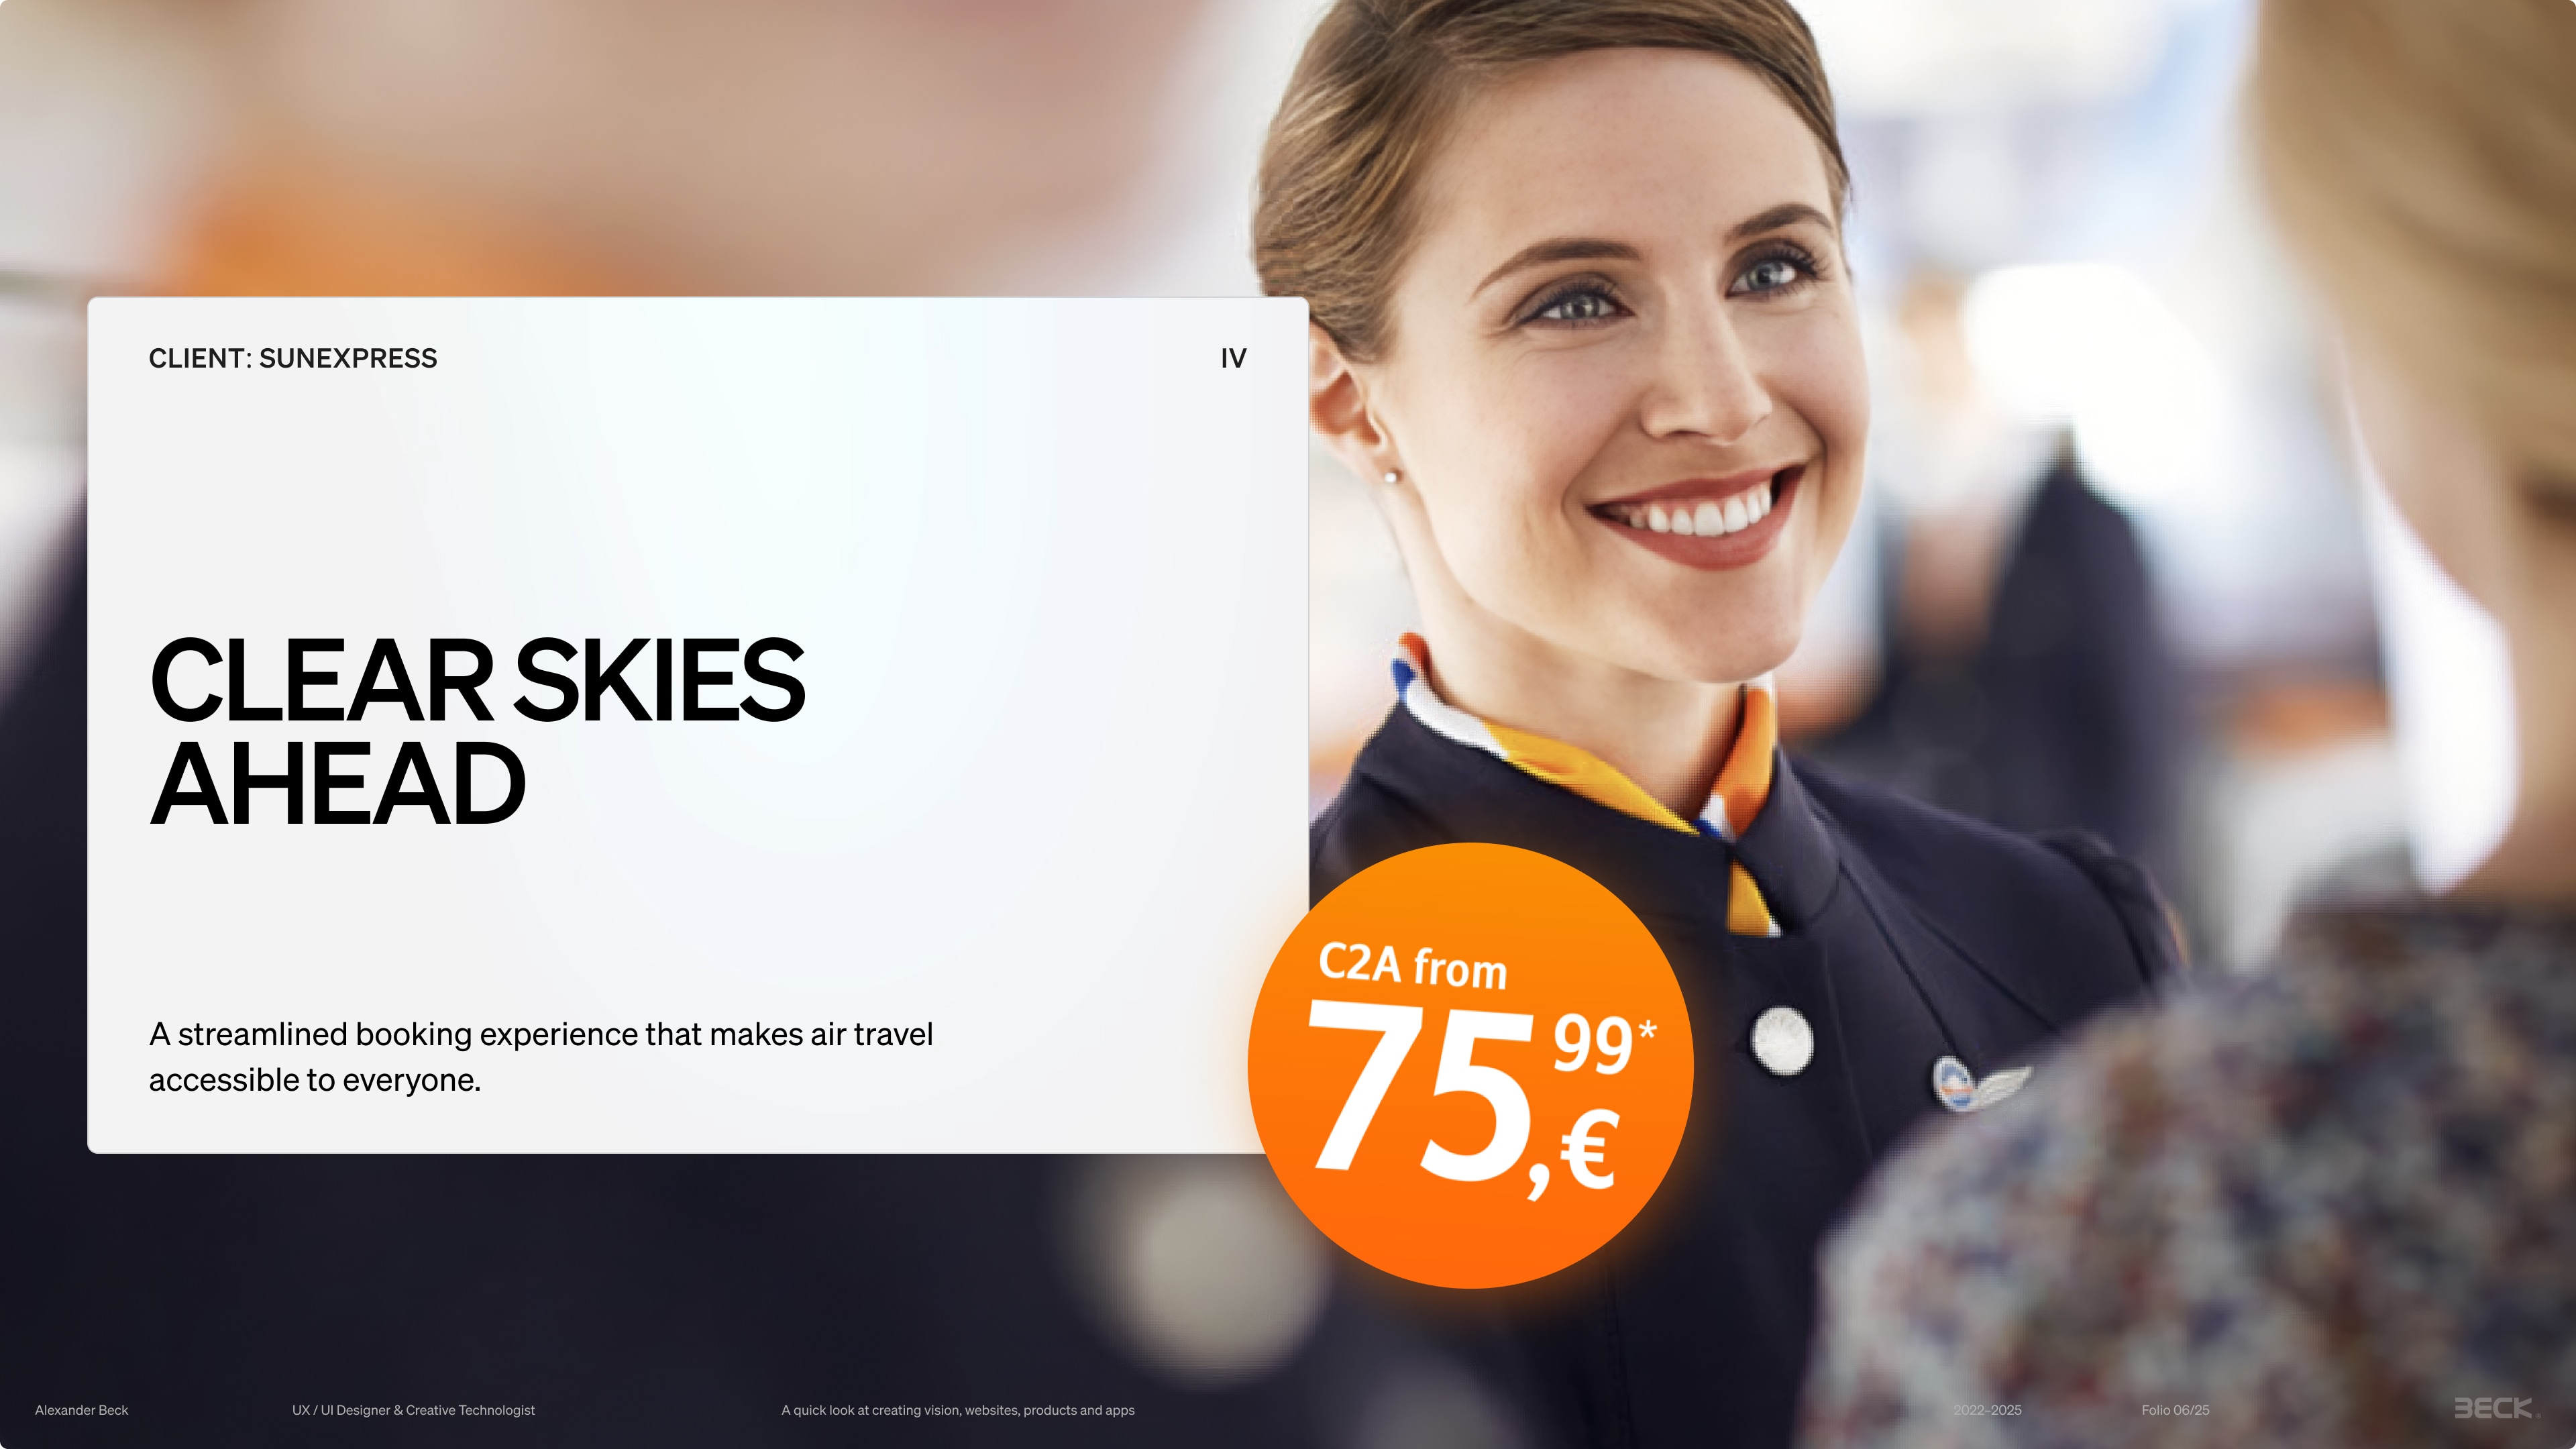 CLIENT: SUNEXPRESS
IV
CLEAR SKIES
AHEAD
A streamlined booking experience that makes air travel
accessible to everyone.
C2A from
75,99*
€
Alexander Beck
UX / UI Designer & Creative Technologist
A quick look at creating vision, websites, products and apps
2022–2025
Folio 06/25
BECK